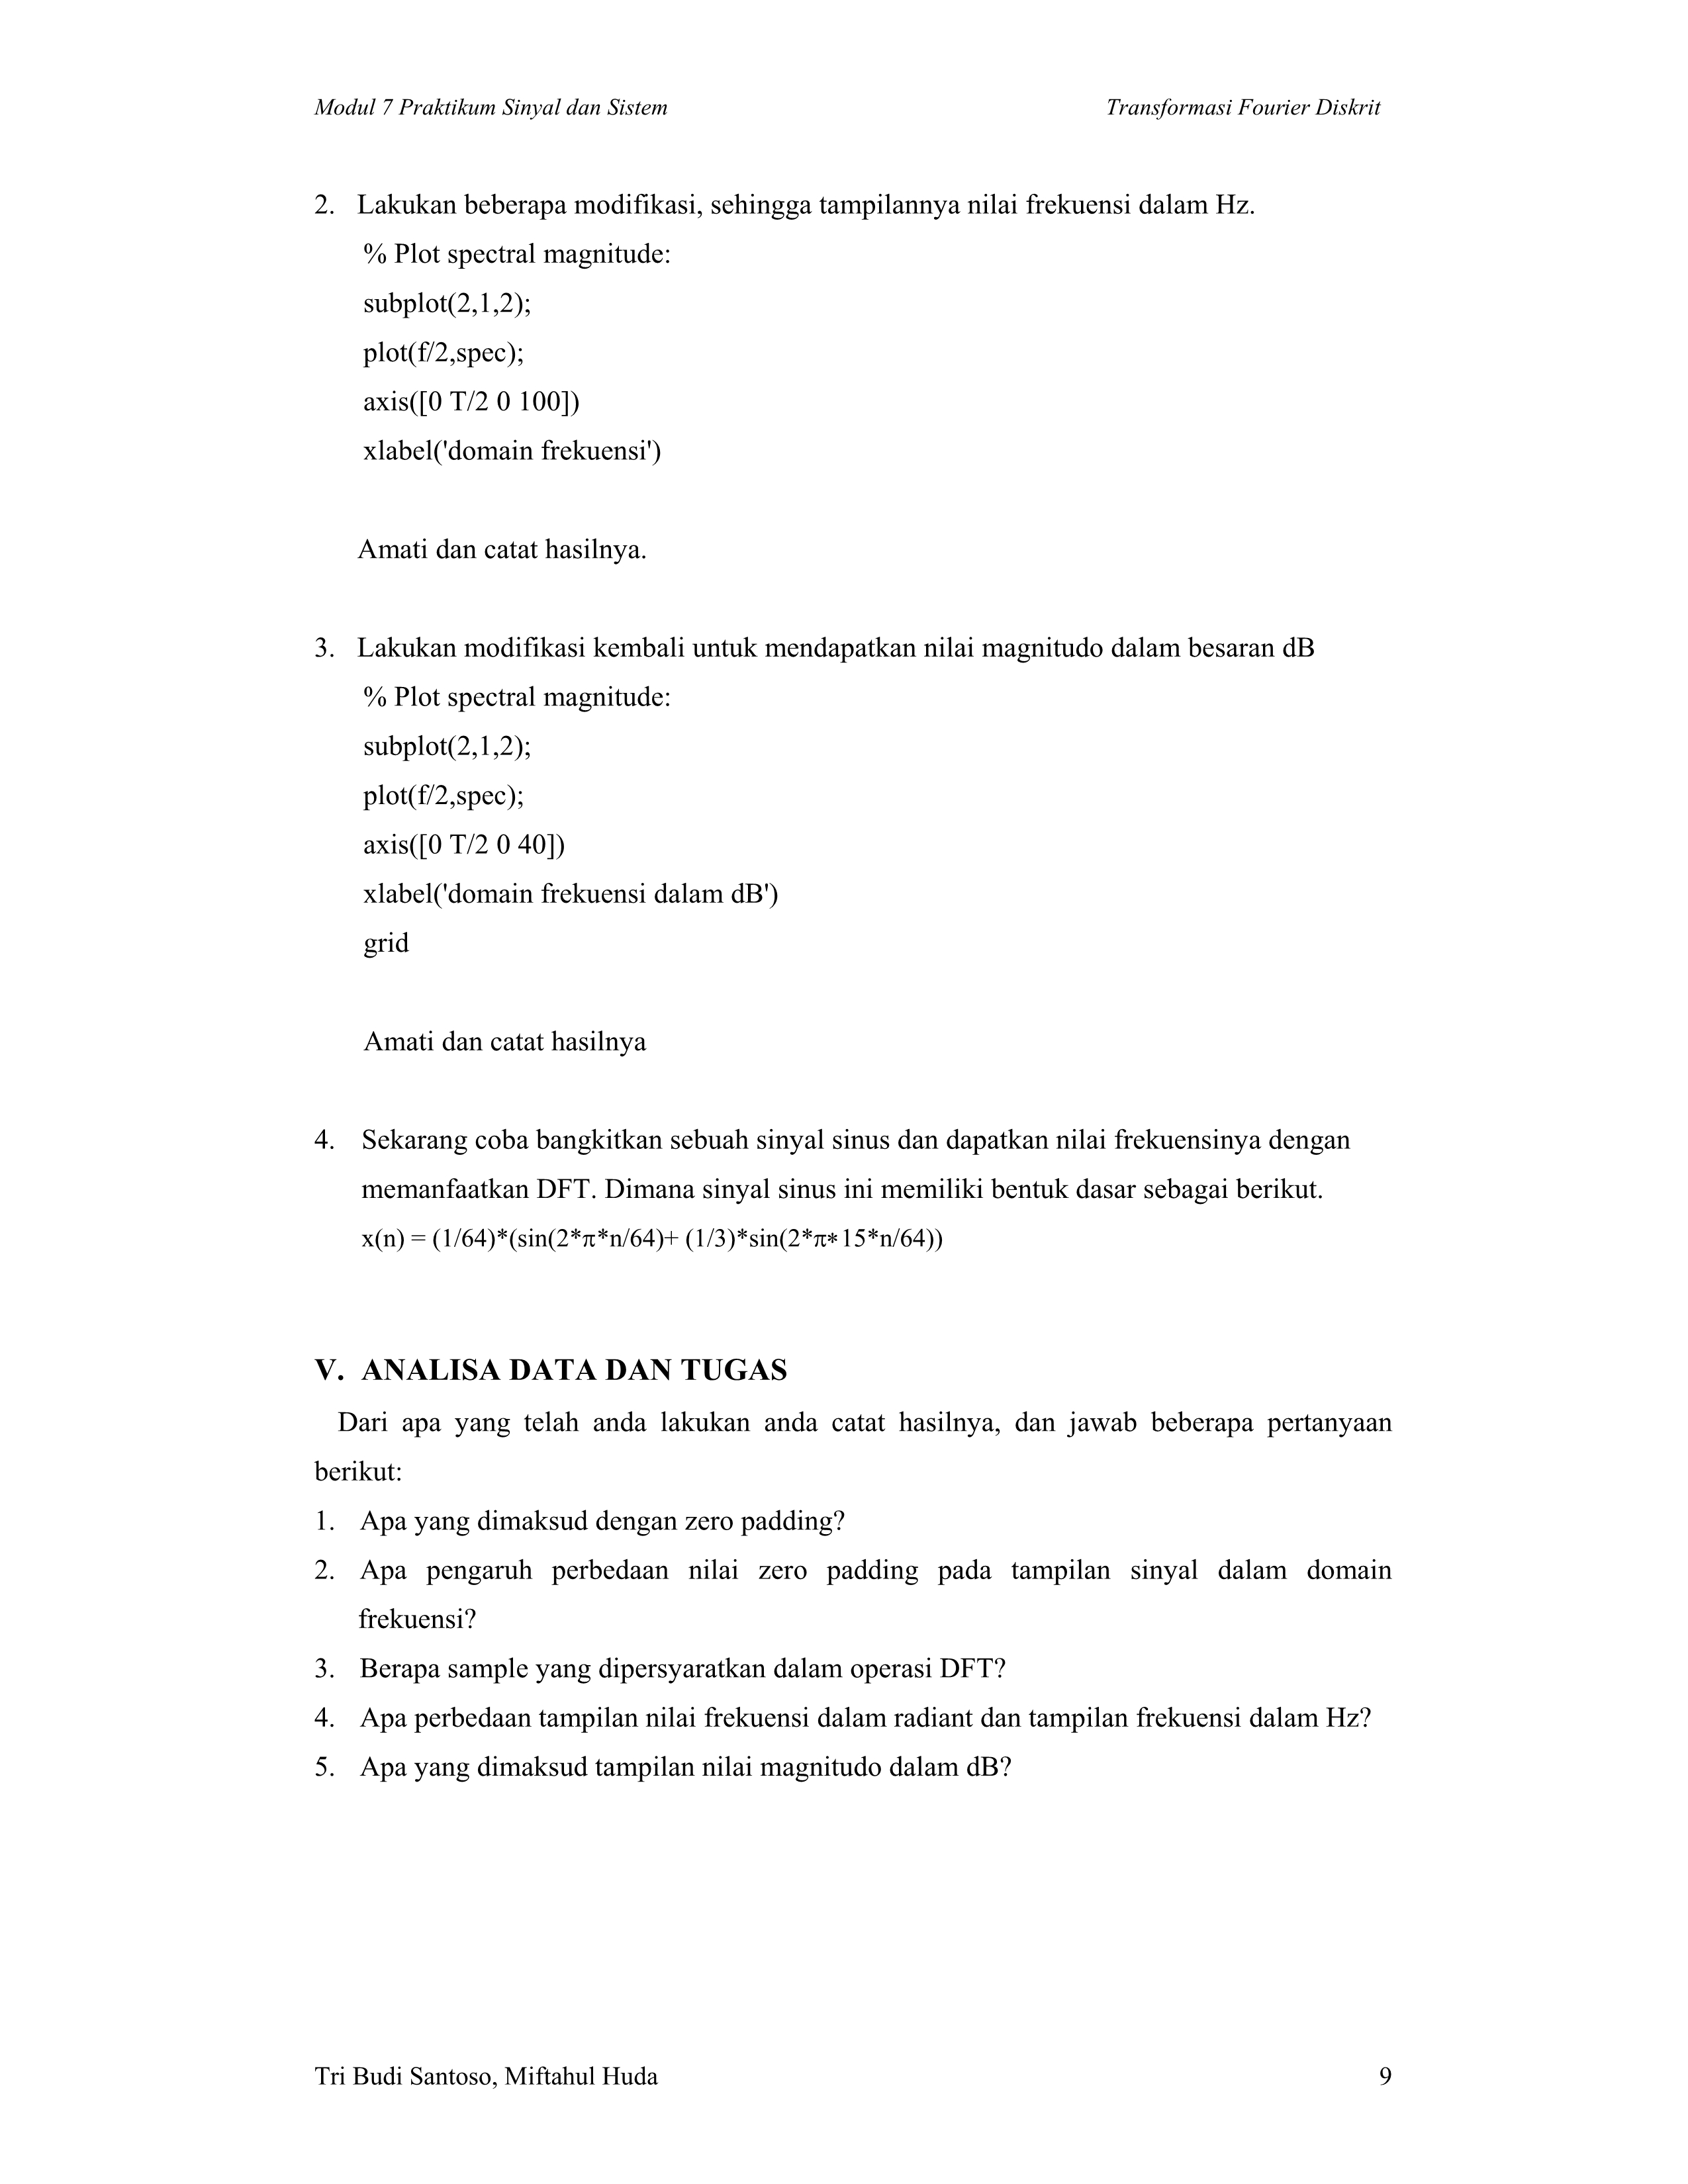 Modul 7 Praktikum Sinyal dan Sistem Transformasi Fourier Diskrit
2. Lakukan beberapa modifikasi, sehingga tampilannya nilai frekuensi dalam Hz.
% Plot spectral magnitude:
subplot(2,1,2);
plot(f/2,spec);
axis([0 T/2 0 100])
xlabel('domain frekuensi')
Amati dan catat hasilnya.
3. Lakukan modifikasi kembali untuk mendapatkan nilai magnitudo dalam besaran dB
% Plot spectral magnitude:
subplot(2,1,2);
plot(f/2,spec);
axis([0 T/2 0 40])
xlabel('domain frekuensi dalam dB')
grid
Amati dan catat hasilnya
4. Sekarang coba bangkitkan sebuah sinyal sinus dan dapatkan nilai frekuensinya dengan
memanfaatkan DFT. Dimana sinyal sinus ini memiliki bentuk dasar sebagai berikut.
x(n) = (1/64)*(sin(2*π*n/64)+ (1/3)*sin(2*π*15*n/64))
V. ANALISA DATA DAN TUGAS
Dari apa yang telah anda lakukan anda catat hasilnya, dan jawab beberapa pertanyaan
berikut:
1. Apa yang dimaksud dengan zero padding?
2. Apa pengaruh perbedaan nilai zero padding pada tampilan sinyal dalam domain
frekuensi?
3. Berapa sample yang dipersyaratkan dalam operasi DFT?
4. Apa perbedaan tampilan nilai frekuensi dalam radiant dan tampilan frekuensi dalam Hz?
5. Apa yang dimaksud tampilan nilai magnitudo dalam dB?
Tri Budi Santoso, Miftahul Huda 9